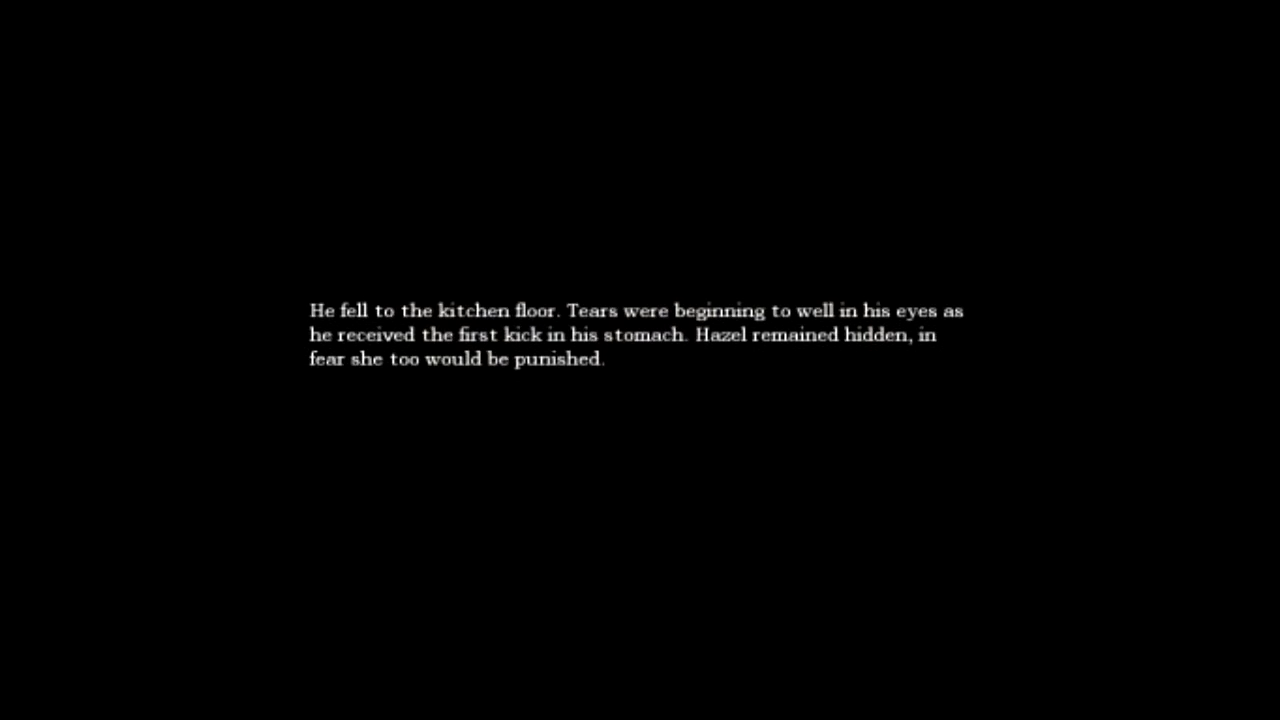 He fell to the kitchen floor. Tears were beginning to well in his eyes as
he received the first kick in his stomach. Hazel remained hidden, in
fear she too would be punished.